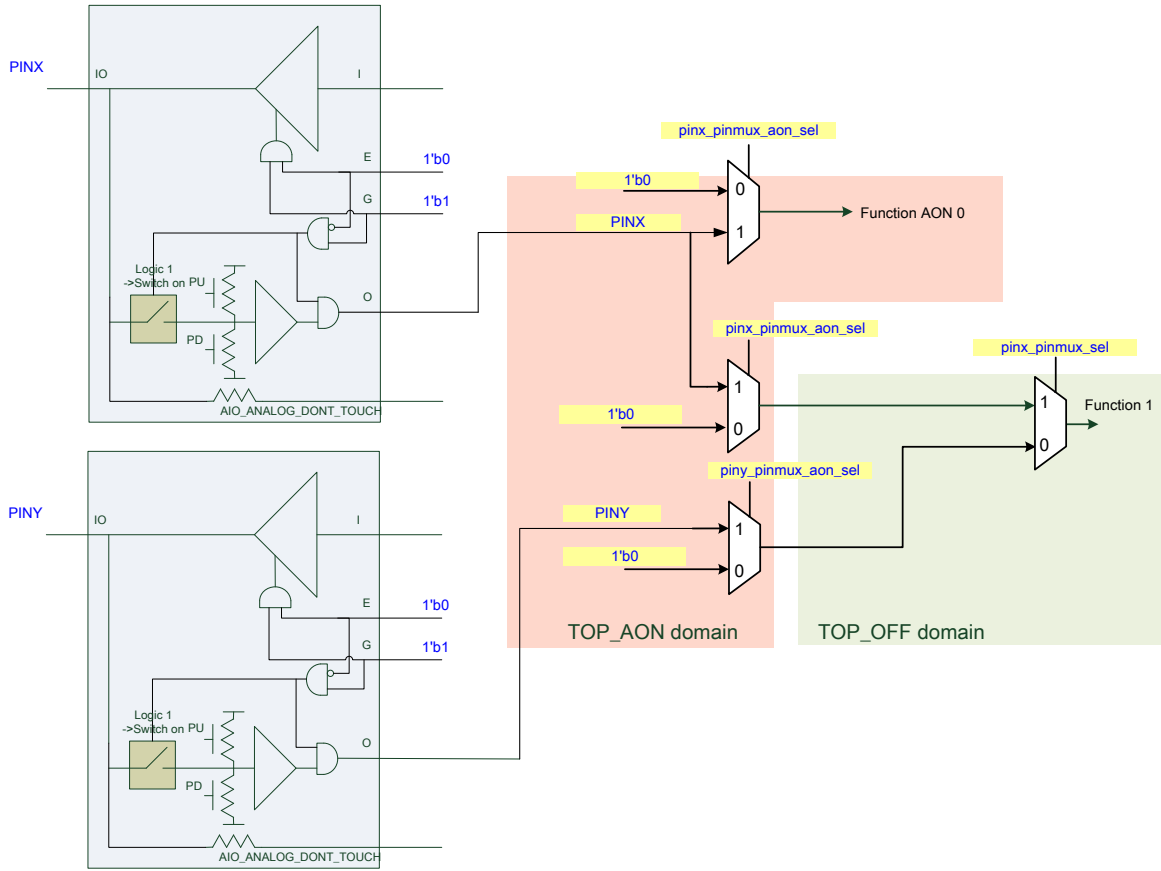 PINX
IO
I
E
1'b0
G
1'b1
Logic 1
->Switch on
PU
PD
O
AIO_ANALOG_DONT_TOUCH
pinx_pinmux_aon_sel
1'b0
0
PINX
1
Function AON 0
pinx_pinmux_aon_sel
1
1'b0
0
pinx_pinmux_sel
1
0
Function 1
piny_pinmux_aon_sel
PINY
1
1'b0
0
TOP_AON domain
TOP_OFF domain
PINY
IO
I
E
1'b0
G
1'b1
Logic 1
->Switch on
PU
PD
O
AIO_ANALOG_DONT_TOUCH